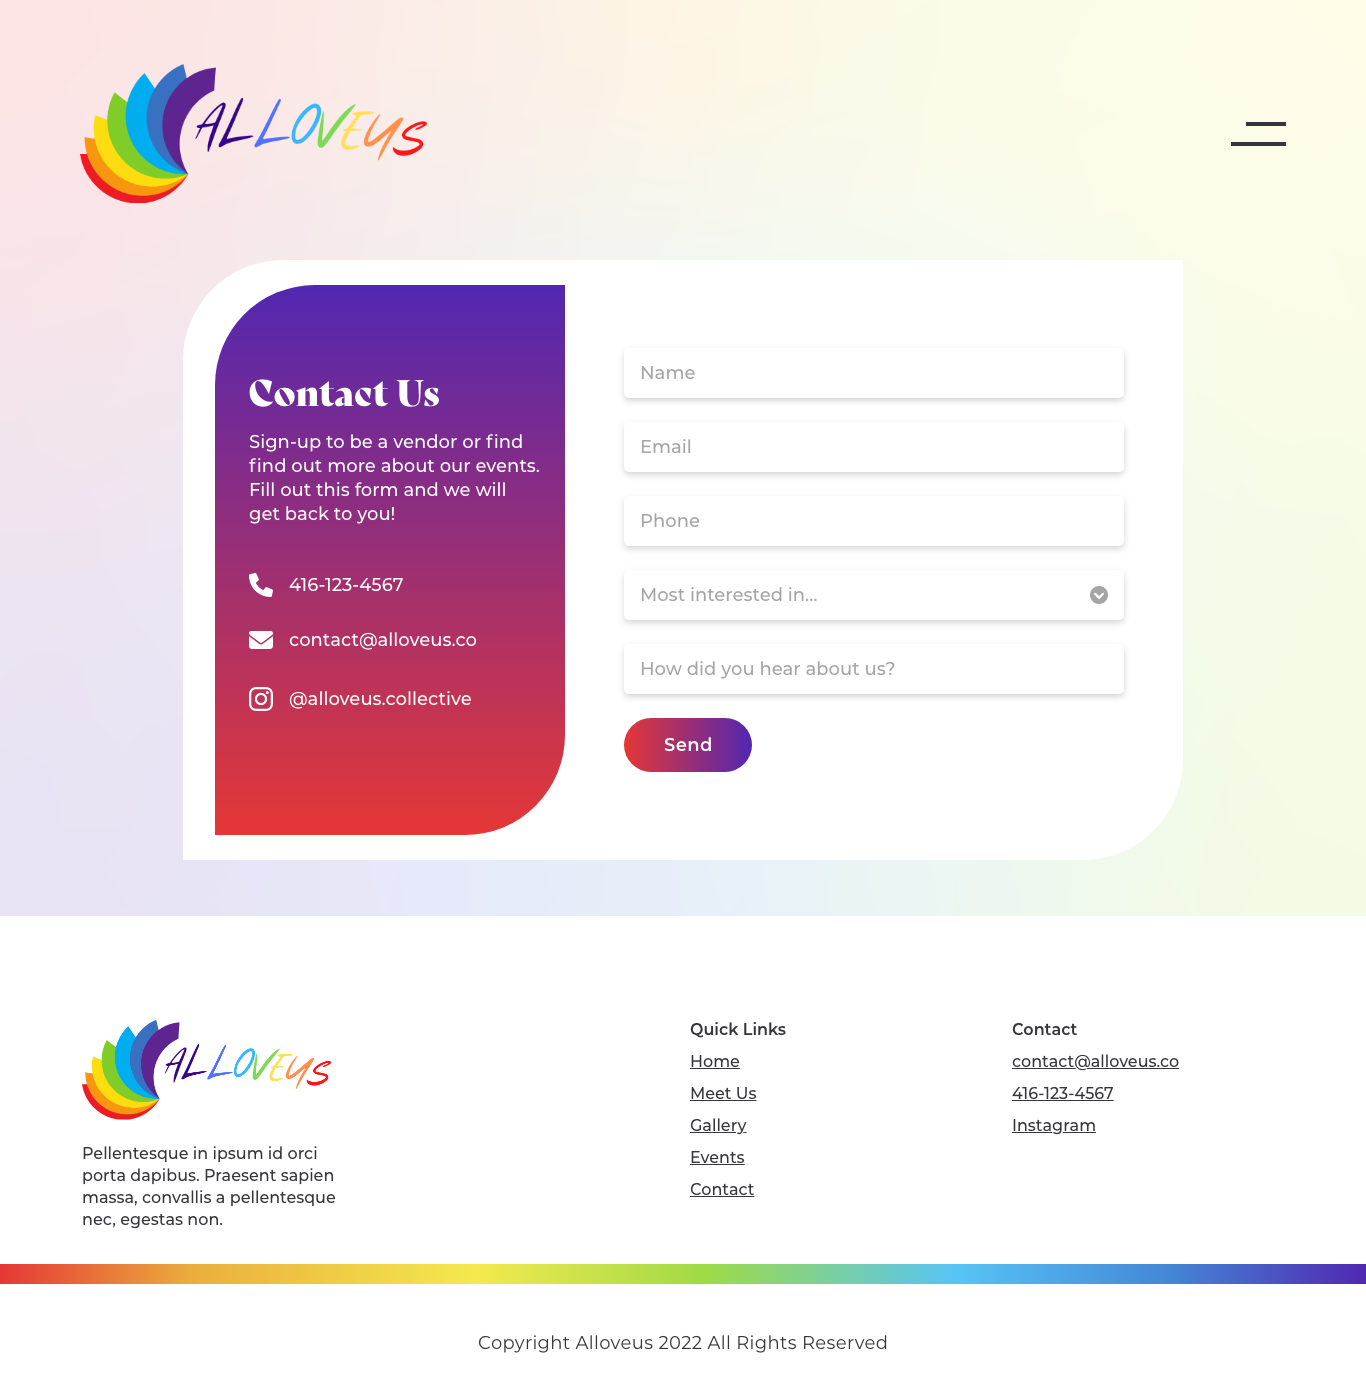 ALLOVEUS
Contact Us
Sign-up to be a vendor or find
find out more about our events.
Fill out this form and we will
get back to you!
416-123-4567
contact@alloveus.co
@alloveus.collective
Name
Email
Phone
Most interested in...
How did you hear about us?
Send
ALLOVEUS
Pellentesque in ipsum id orci
porta dapibus. Praesent sapien
massa, convallis a pellentesque
nec, egestas non.
Quick Links
Home
Meet Us
Gallery
Events
Contact
Contact
contact@alloveus.co
416-123-4567
Instagram
Copyright Alloveus 2022 All Rights Reserved